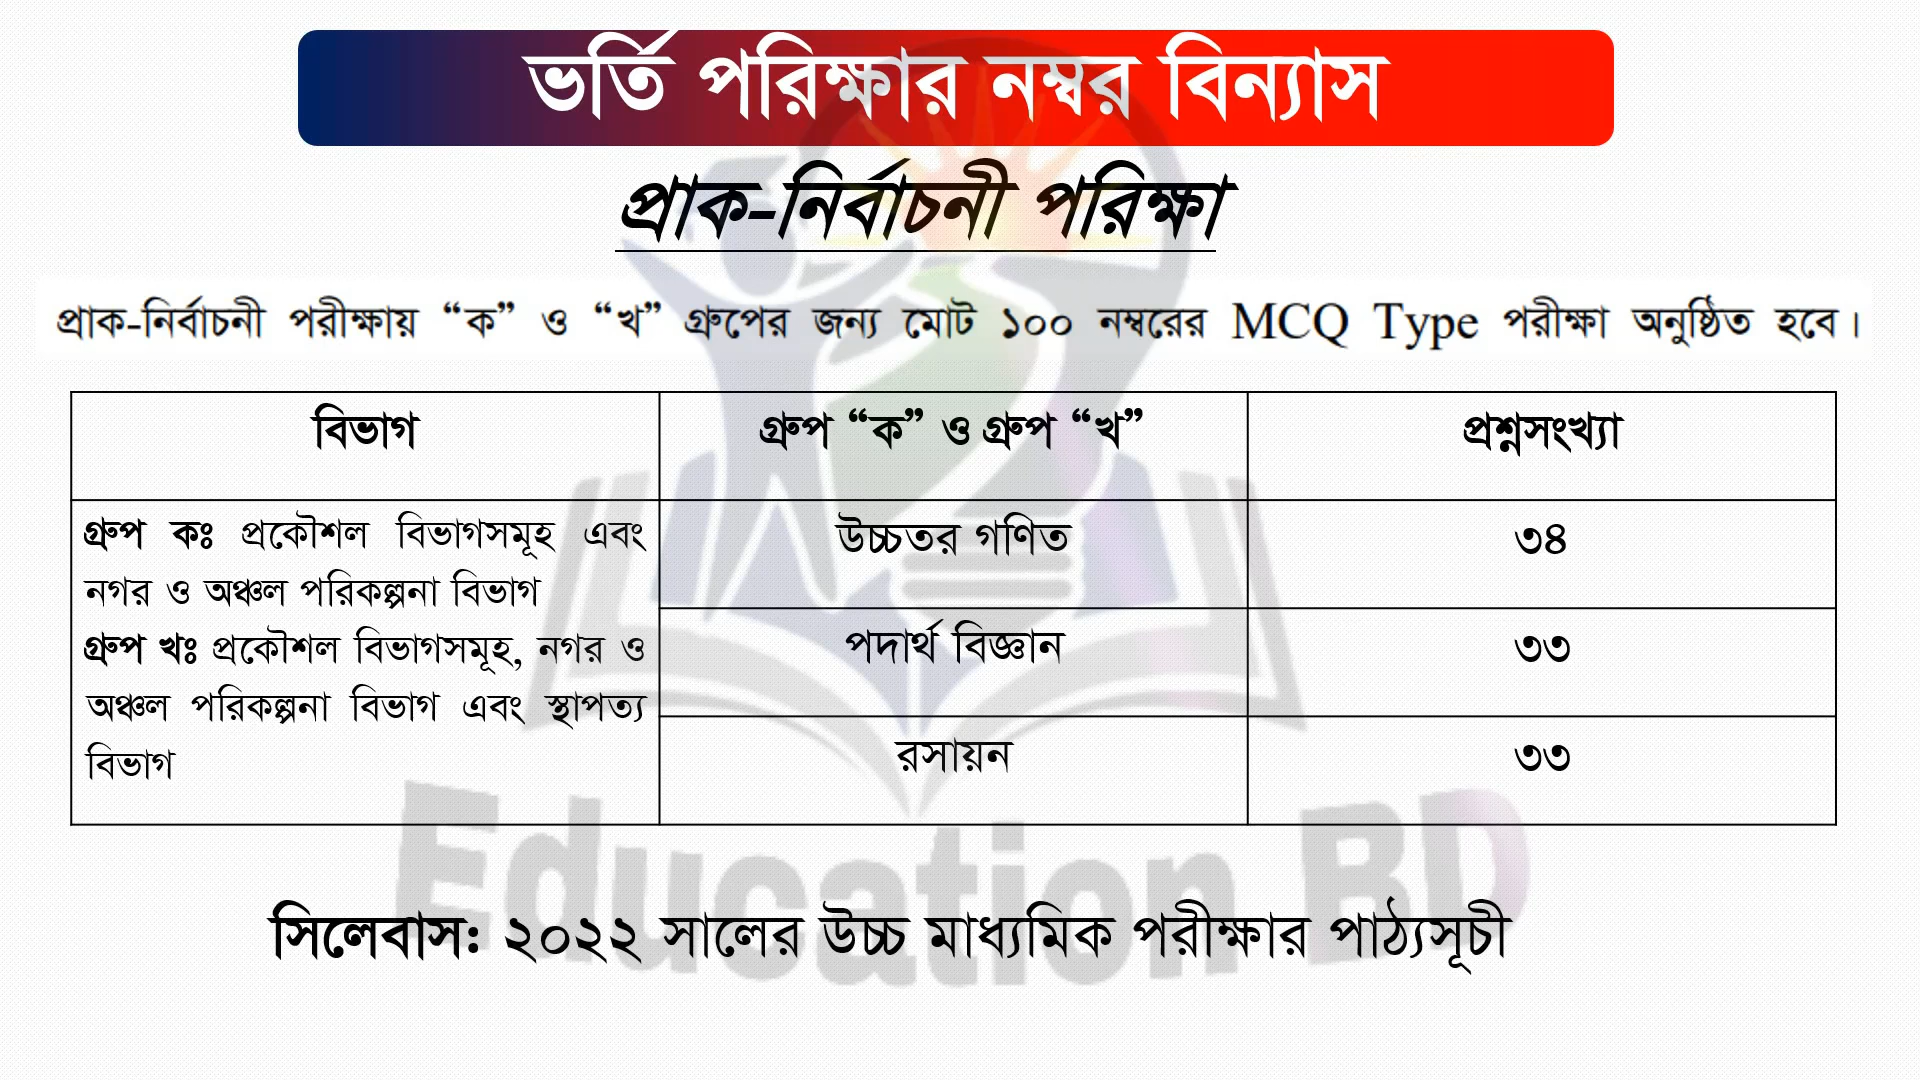 ভর্তি পরিক্ষার নম্বর বিন্যাস
প্রাক-নির্বাচনী পরিক্ষা
প্রাক-নির্বাচনী পরীক্ষায় “ক” ও “খ” গ্রুপের জন্য মোট ১০০ নম্বরের MCQ Type পরীক্ষা অনুষ্ঠিত হবে।
বিভাগ
গ্রুপ “ক” ও গ্রুপ “খ”
প্রশ্নসংখ্যা
গ্রুপ কঃ প্রকৌশল বিভাগসমূহ এবং
নগর ও অঞ্চল পরিকল্পনা বিভাগ
গ্রুপ খঃ প্রকৌশল বিভাগসমূহ, নগর ও
অঞ্চল পরিকল্পনা বিভাগ এবং স্থাপত্য
বিভাগ
উচ্চতর গণিত
৩৪
পদার্থ বিজ্ঞান
৩৩
রসায়ন
৩৩
Education BD
সিলেবাস: ২০২২ সালের উচ্চ মাধ্যমিক পরীক্ষার পাঠ্যসূচী